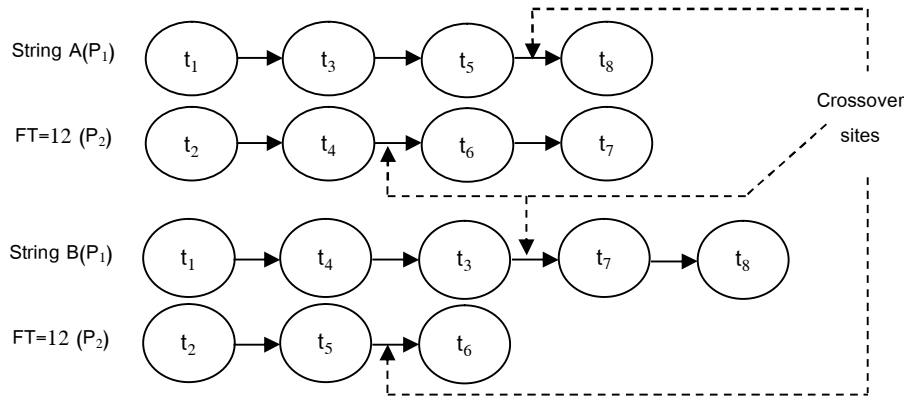 String A(P₁) t₁ t₃ t₅ t₈
FT=12 (P₂) t₂ t₄ t₆ t₇
Crossover
sites
String B(P₁) t₁ t₄ t₃ t₇ t₈
FT=12 (P₂) t₂ t₅ t₆